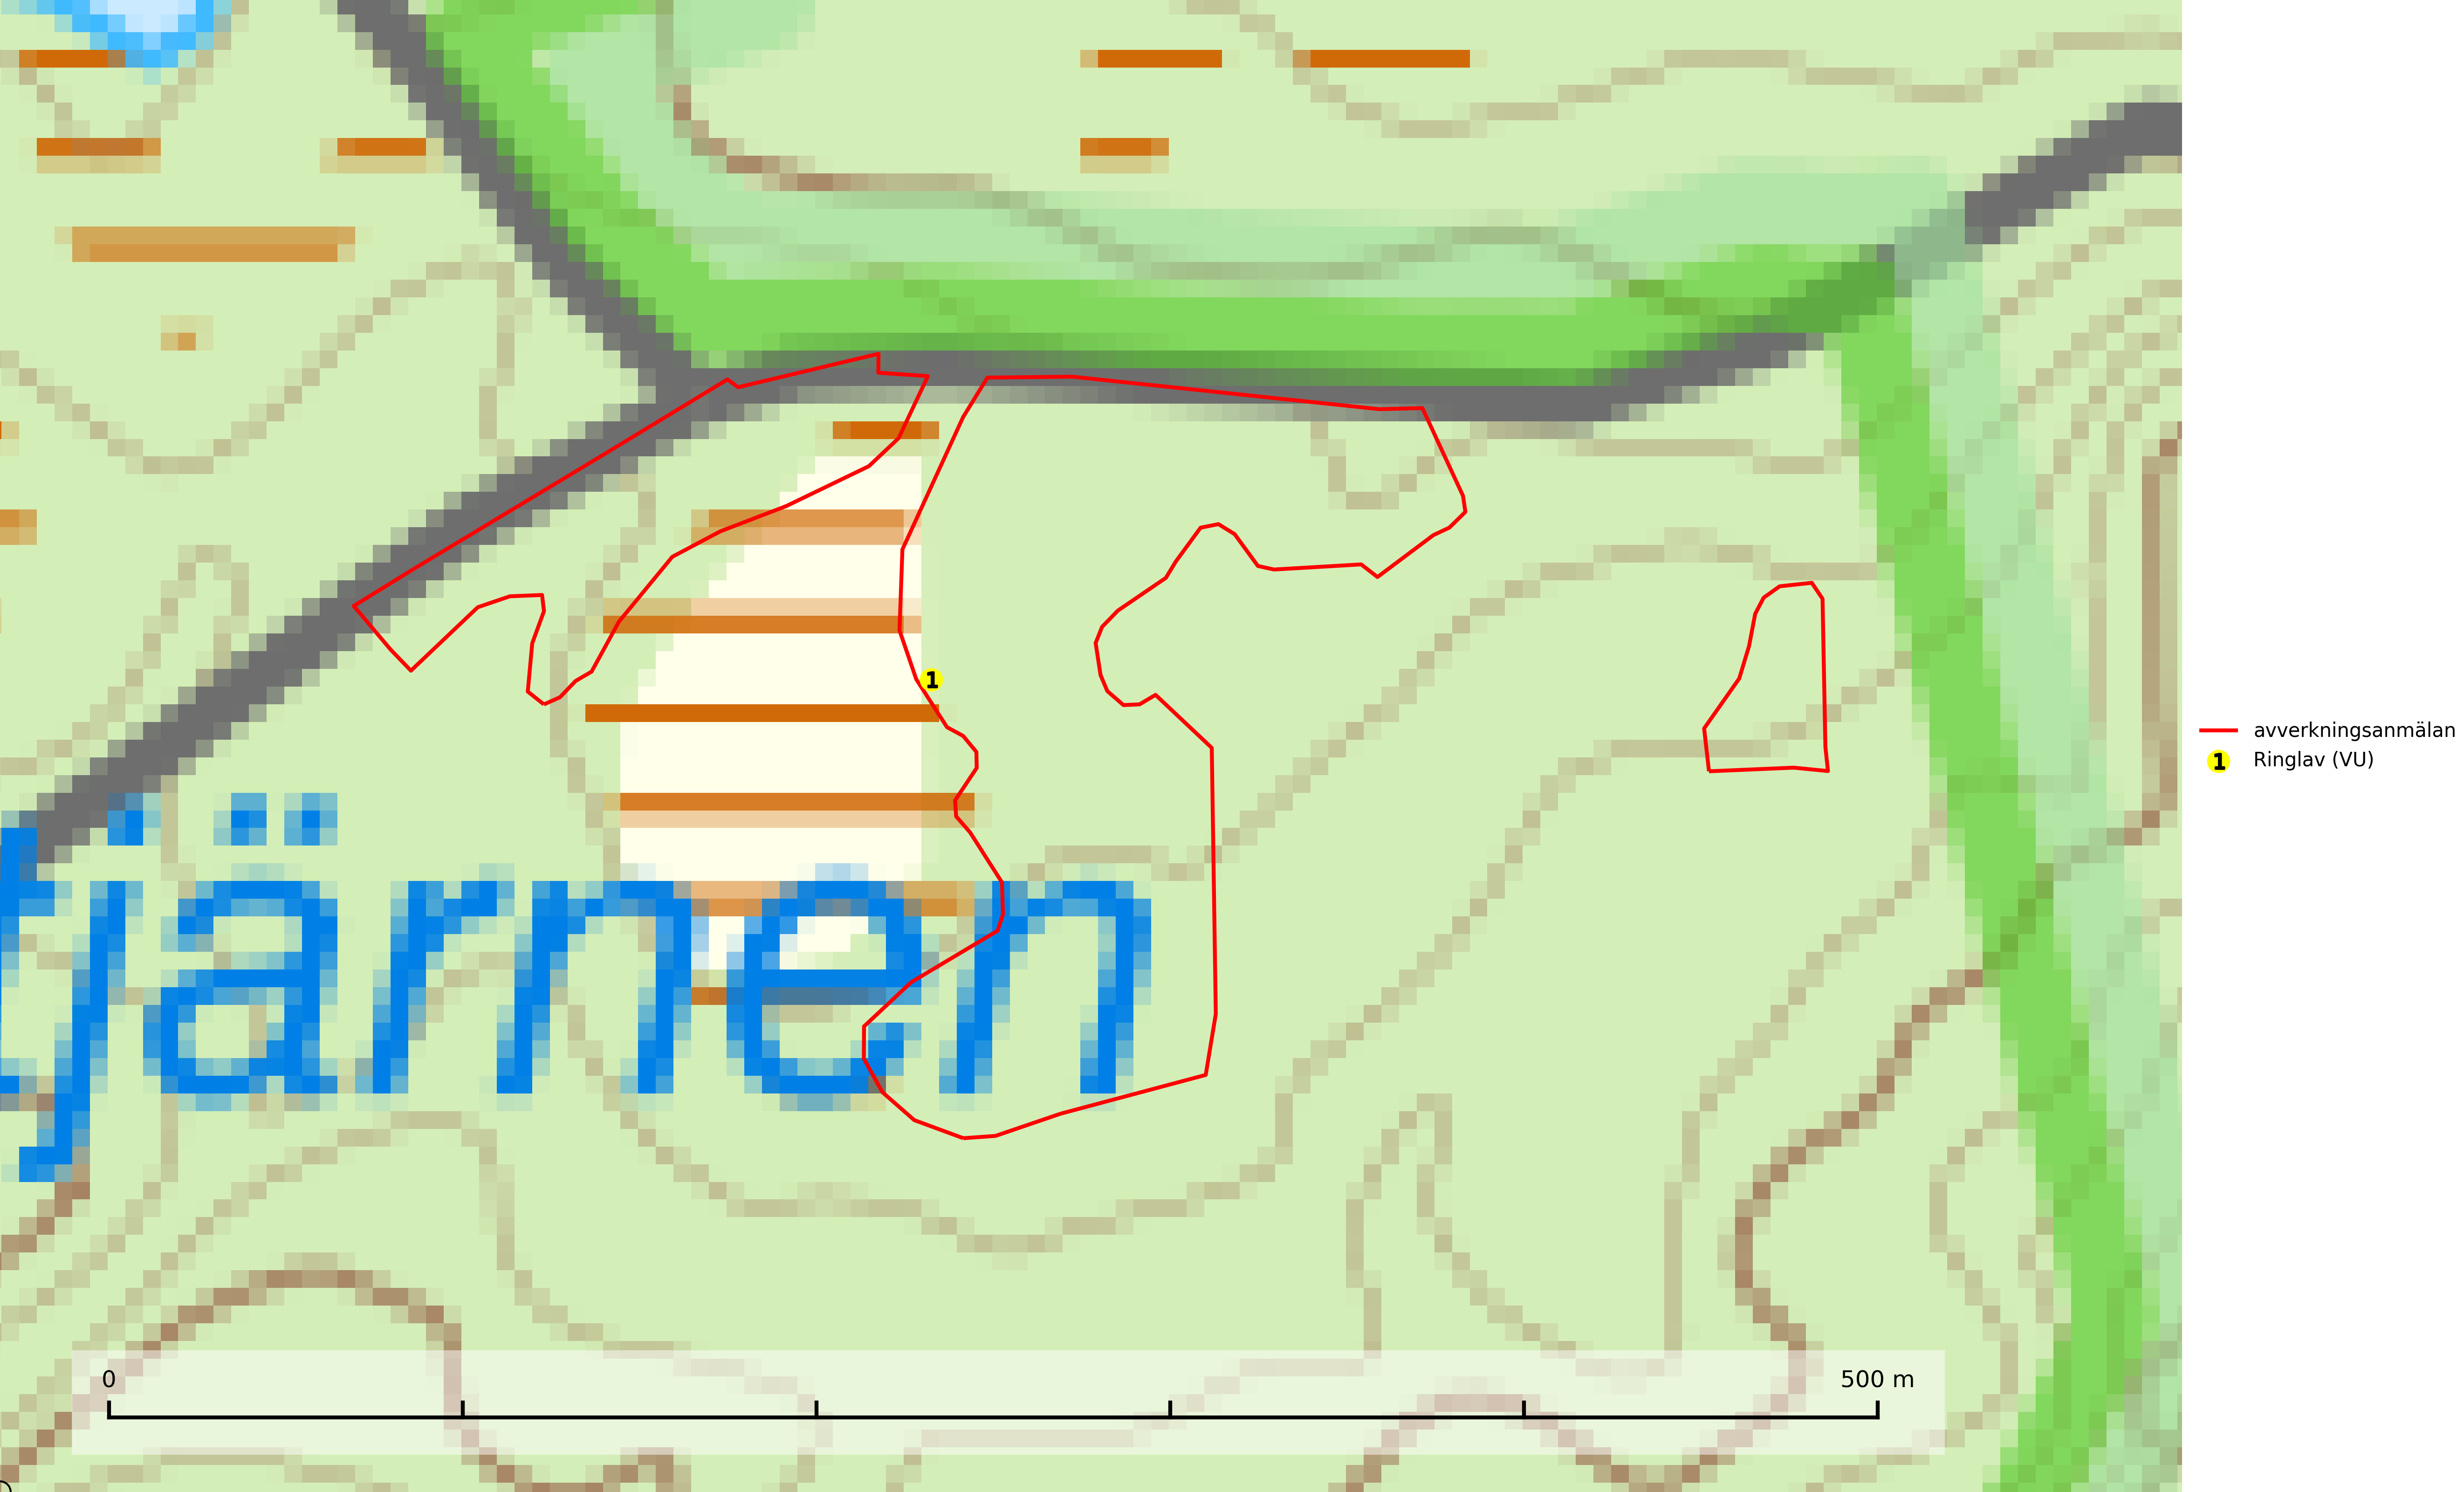 1
järnen
0 500 m
avverkningsanmälan
1 Ringlav (VU)